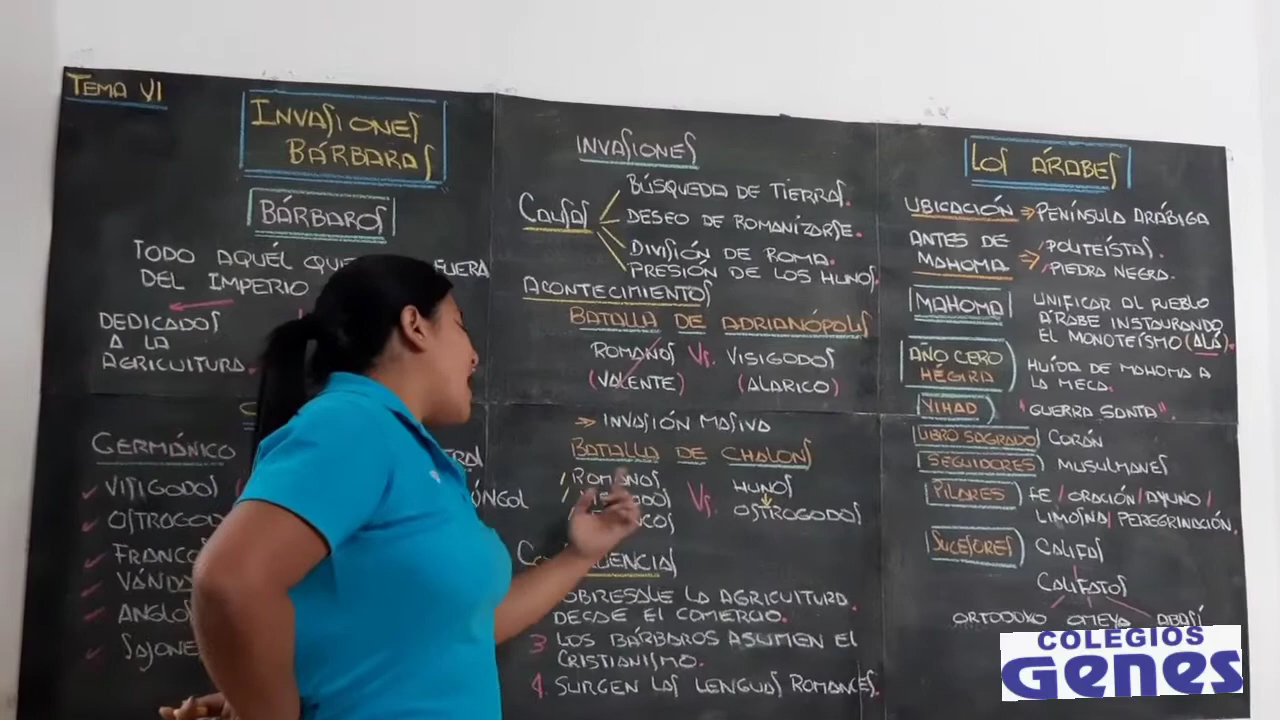 TEMA VI
INVASIONES
BÁRBARAS
BÁRBAROS
TODO AQUÉL QUE FUERA
DEL IMPERIO
DEDICADOS
A LA
AGRICULTURA.
GERMÁNICO
VISIGODOS
OSTROGOD
FRANCOS
VÁNDA
ANGLOS
SAJONE
INVASIONES
CAUSAS
BÚSQUEDA DE TIERRAS.
DESEO DE ROMANIZARSE.
DIVISIÓN DE ROMA.
PRESIÓN DE LOS HUNOS.
ACONTECIMIENTOS
BATALLA DE ADRIANÓPOLIS
ROMANOS VS. VISIGODOS
(VALENTE) (ALARICO)
INVASIÓN MASIVA
BATALLA DE CHALONS
ROMANOS VS. HUNOS
OSTROGODOS
OBRESALE LA AGRICULTURA.
DESDE EL COMERCIO.
3 LOS BÁRBAROS ASUMEN EL
CRISTIANISMO.
4. SURGEN LAS LENGUAS ROMANCES.
LOS ÁRABES
UBICACIÓN PENÍNSULA ARÁBIGA
ANTES DE
MAHOMA
POLITEÍSTAS.
PIEDRA NEGRA.
MAHOMA
UNIFICAR AL PUEBLO
ÁRABE INSTAURANDO
EL MONOTEÍSMO (ALÁ).
AÑO CERO
HÉGIRA
HUÍDA DE MAHOMA A
LA MECA.
YIHAD "GUERRA SANTA".
LIBRO SAGRADO CORÁN
SEGUIDORES MUSULMANES
PILARES FE / ORACIÓN / AYUNO /
LIMOSNA / PEREGRINACIÓN.
SUCESORES CALIFAS
CALIFATOS
ORTODOXO OMEYA ABASÍ
COLEGIOS
Genes